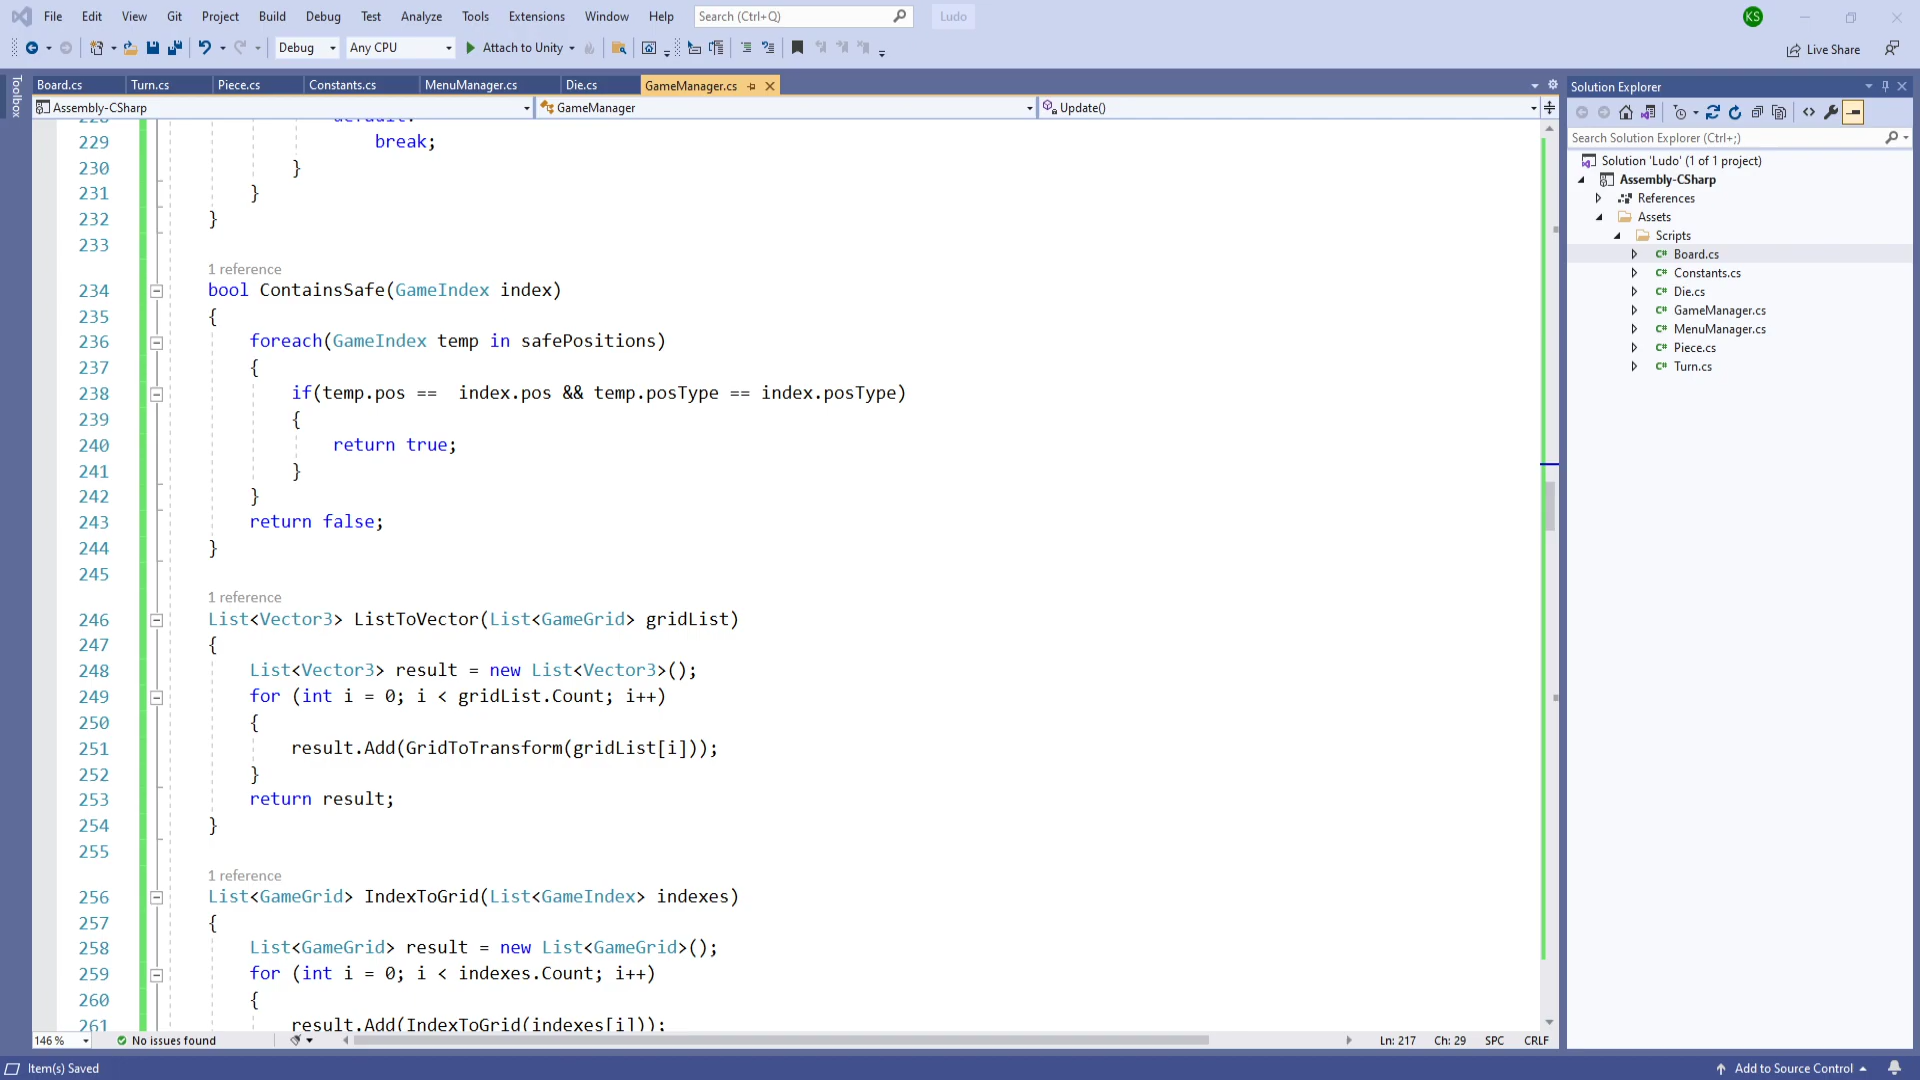 File Edit View Git Project Build Debug Test Analyze Tools Extensions Window Help Search (Ctrl+Q) Ludo KS
Debug Any CPU Attach to Unity Live Share
Toolbox
Board.cs Turn.cs Piece.cs Constants.cs MenuManager.cs Die.cs GameManager.cs
Assembly-CSharp GameManager Update()
228 default:
229 break;
230 }
231 }
232 }
233
1 reference
234 bool ContainsSafe(GameIndex index)
235 {
236 foreach(GameIndex temp in safePositions)
237 {
238 if(temp.pos ==  index.pos && temp.posType == index.posType)
239 {
240 return true;
241 }
242 }
243 return false;
244 }
245
1 reference
246 List<Vector3> ListToVector(List<GameGrid> gridList)
247 {
248 List<Vector3> result = new List<Vector3>();
249 for (int i = 0; i < gridList.Count; i++)
250 {
251 result.Add(GridToTransform(gridList[i]));
252 }
253 return result;
254 }
255
1 reference
256 List<GameGrid> IndexToGrid(List<GameIndex> indexes)
257 {
258 List<GameGrid> result = new List<GameGrid>();
259 for (int i = 0; i < indexes.Count; i++)
260 {
261 result.Add(IndexToGrid(indexes[i]));
146 % No issues found Ln: 217 Ch: 29 SPC CRLF
Solution Explorer
Search Solution Explorer (Ctrl+;)
Solution 'Ludo' (1 of 1 project)
Assembly-CSharp
References
Assets
Scripts
C# Board.cs
C# Constants.cs
C# Die.cs
C# GameManager.cs
C# MenuManager.cs
C# Piece.cs
C# Turn.cs
Item(s) Saved Add to Source Control